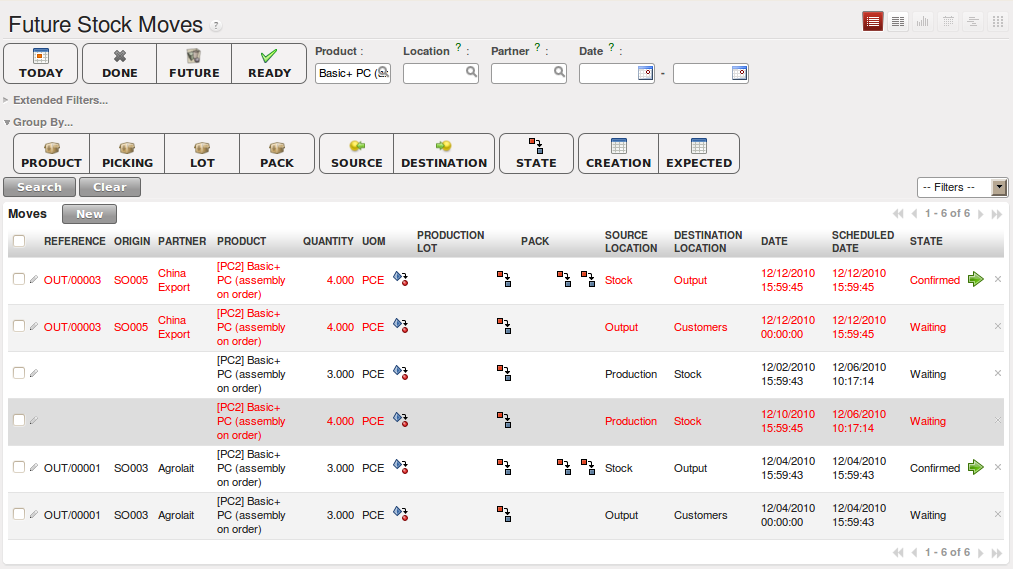 Future Stock Moves ?
TODAY DONE FUTURE READY
Product : Location ? : Partner ? : Date ? :
Basic+ PC (
-
Extended Filters...
Group By...
PRODUCT PICKING LOT PACK SOURCE DESTINATION STATE CREATION EXPECTED
Search Clear
-- Filters --
Moves New
1 - 6 of 6
REFERENCE ORIGIN PARTNER PRODUCT QUANTITY UOM PRODUCTION LOT PACK SOURCE LOCATION DESTINATION LOCATION DATE SCHEDULED DATE STATE
OUT/00003 SO005 China Export [PC2] Basic+ PC (assembly on order) 4.000 PCE Stock Output 12/12/2010 15:59:45 12/12/2010 15:59:45 Confirmed
OUT/00003 SO005 China Export [PC2] Basic+ PC (assembly on order) 4.000 PCE Output Customers 12/12/2010 00:00:00 12/12/2010 15:59:45 Waiting
[PC2] Basic+ PC (assembly on order) 3.000 PCE Production Stock 12/02/2010 15:59:43 12/06/2010 10:17:14 Waiting
[PC2] Basic+ PC (assembly on order) 4.000 PCE Production Stock 12/10/2010 15:59:45 12/06/2010 10:17:14 Waiting
OUT/00001 SO003 Agrolait [PC2] Basic+ PC (assembly on order) 3.000 PCE Stock Output 12/04/2010 15:59:43 12/04/2010 15:59:43 Confirmed
OUT/00001 SO003 Agrolait [PC2] Basic+ PC (assembly on order) 3.000 PCE Output Customers 12/04/2010 00:00:00 12/04/2010 15:59:43 Waiting
1 - 6 of 6